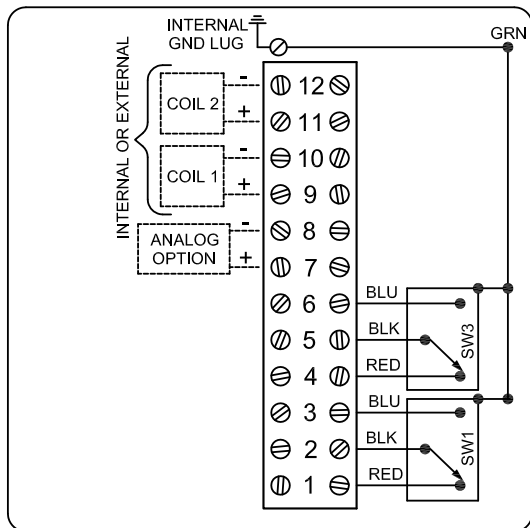 INTERNAL
GND LUG
GRN
INTERNAL OR EXTERNAL
COIL 2
-
+
COIL 1
-
+
ANALOG
OPTION
-
+
12
11
10
9
8
7
6
5
4
3
2
1
BLU
BLK
RED
SW3
BLU
BLK
RED
SW1